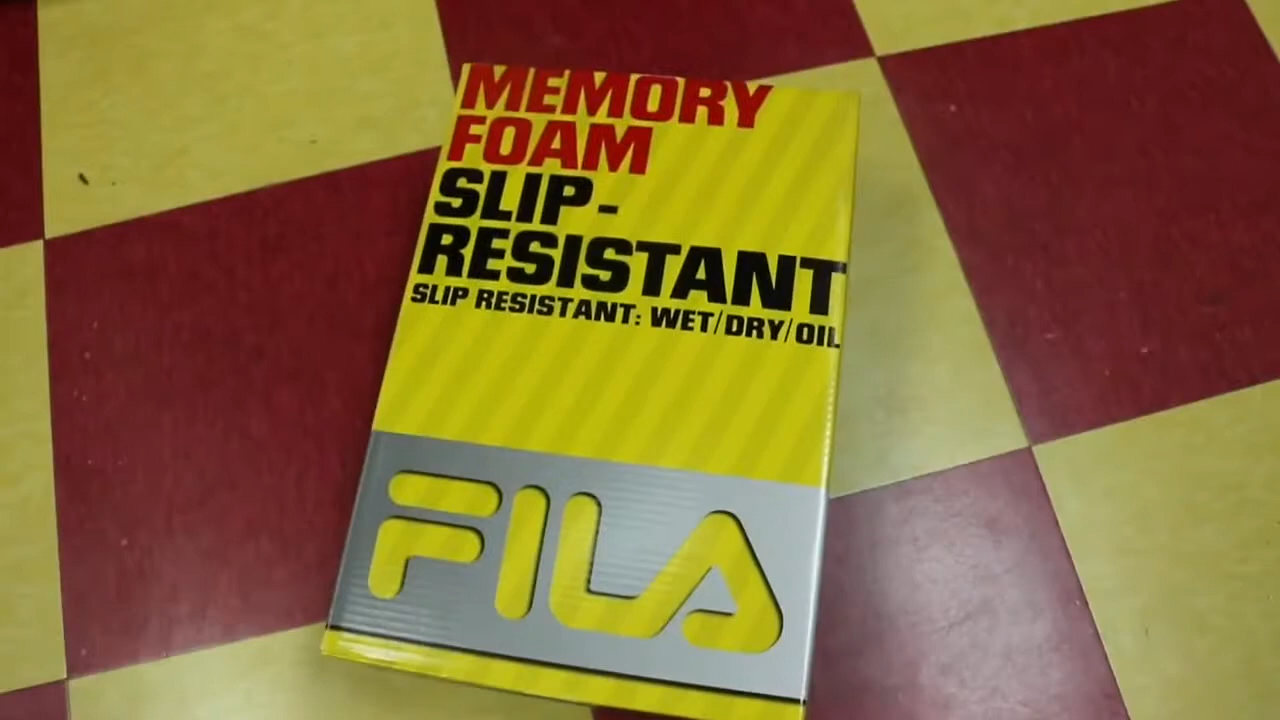 MEMORY
FOAM
SLIP-
RESISTANT
SLIP RESISTANT: WET/DRY/OIL
FILA